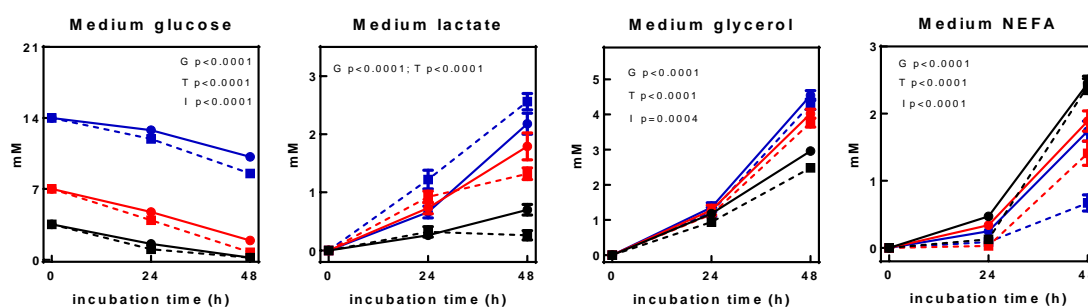 Medium glucose
21
14
7
0
mM
G p<0.0001
T p<0.0001
I p<0.0001
0 24 48
incubation time (h)
Medium lactate
3
2
1
0
mM
G p<0.0001; T p<0.0001
0 24 48
incubation time (h)
Medium glycerol
5
4
3
2
1
0
mM
G p<0.0001
T p<0.0001
I p=0.0004
0 24 48
incubation time (h)
Medium NEFA
3
2
1
0
mM
G p<0.0001
T p<0.0001
I p<0.0001
0 24
incubation time (h)